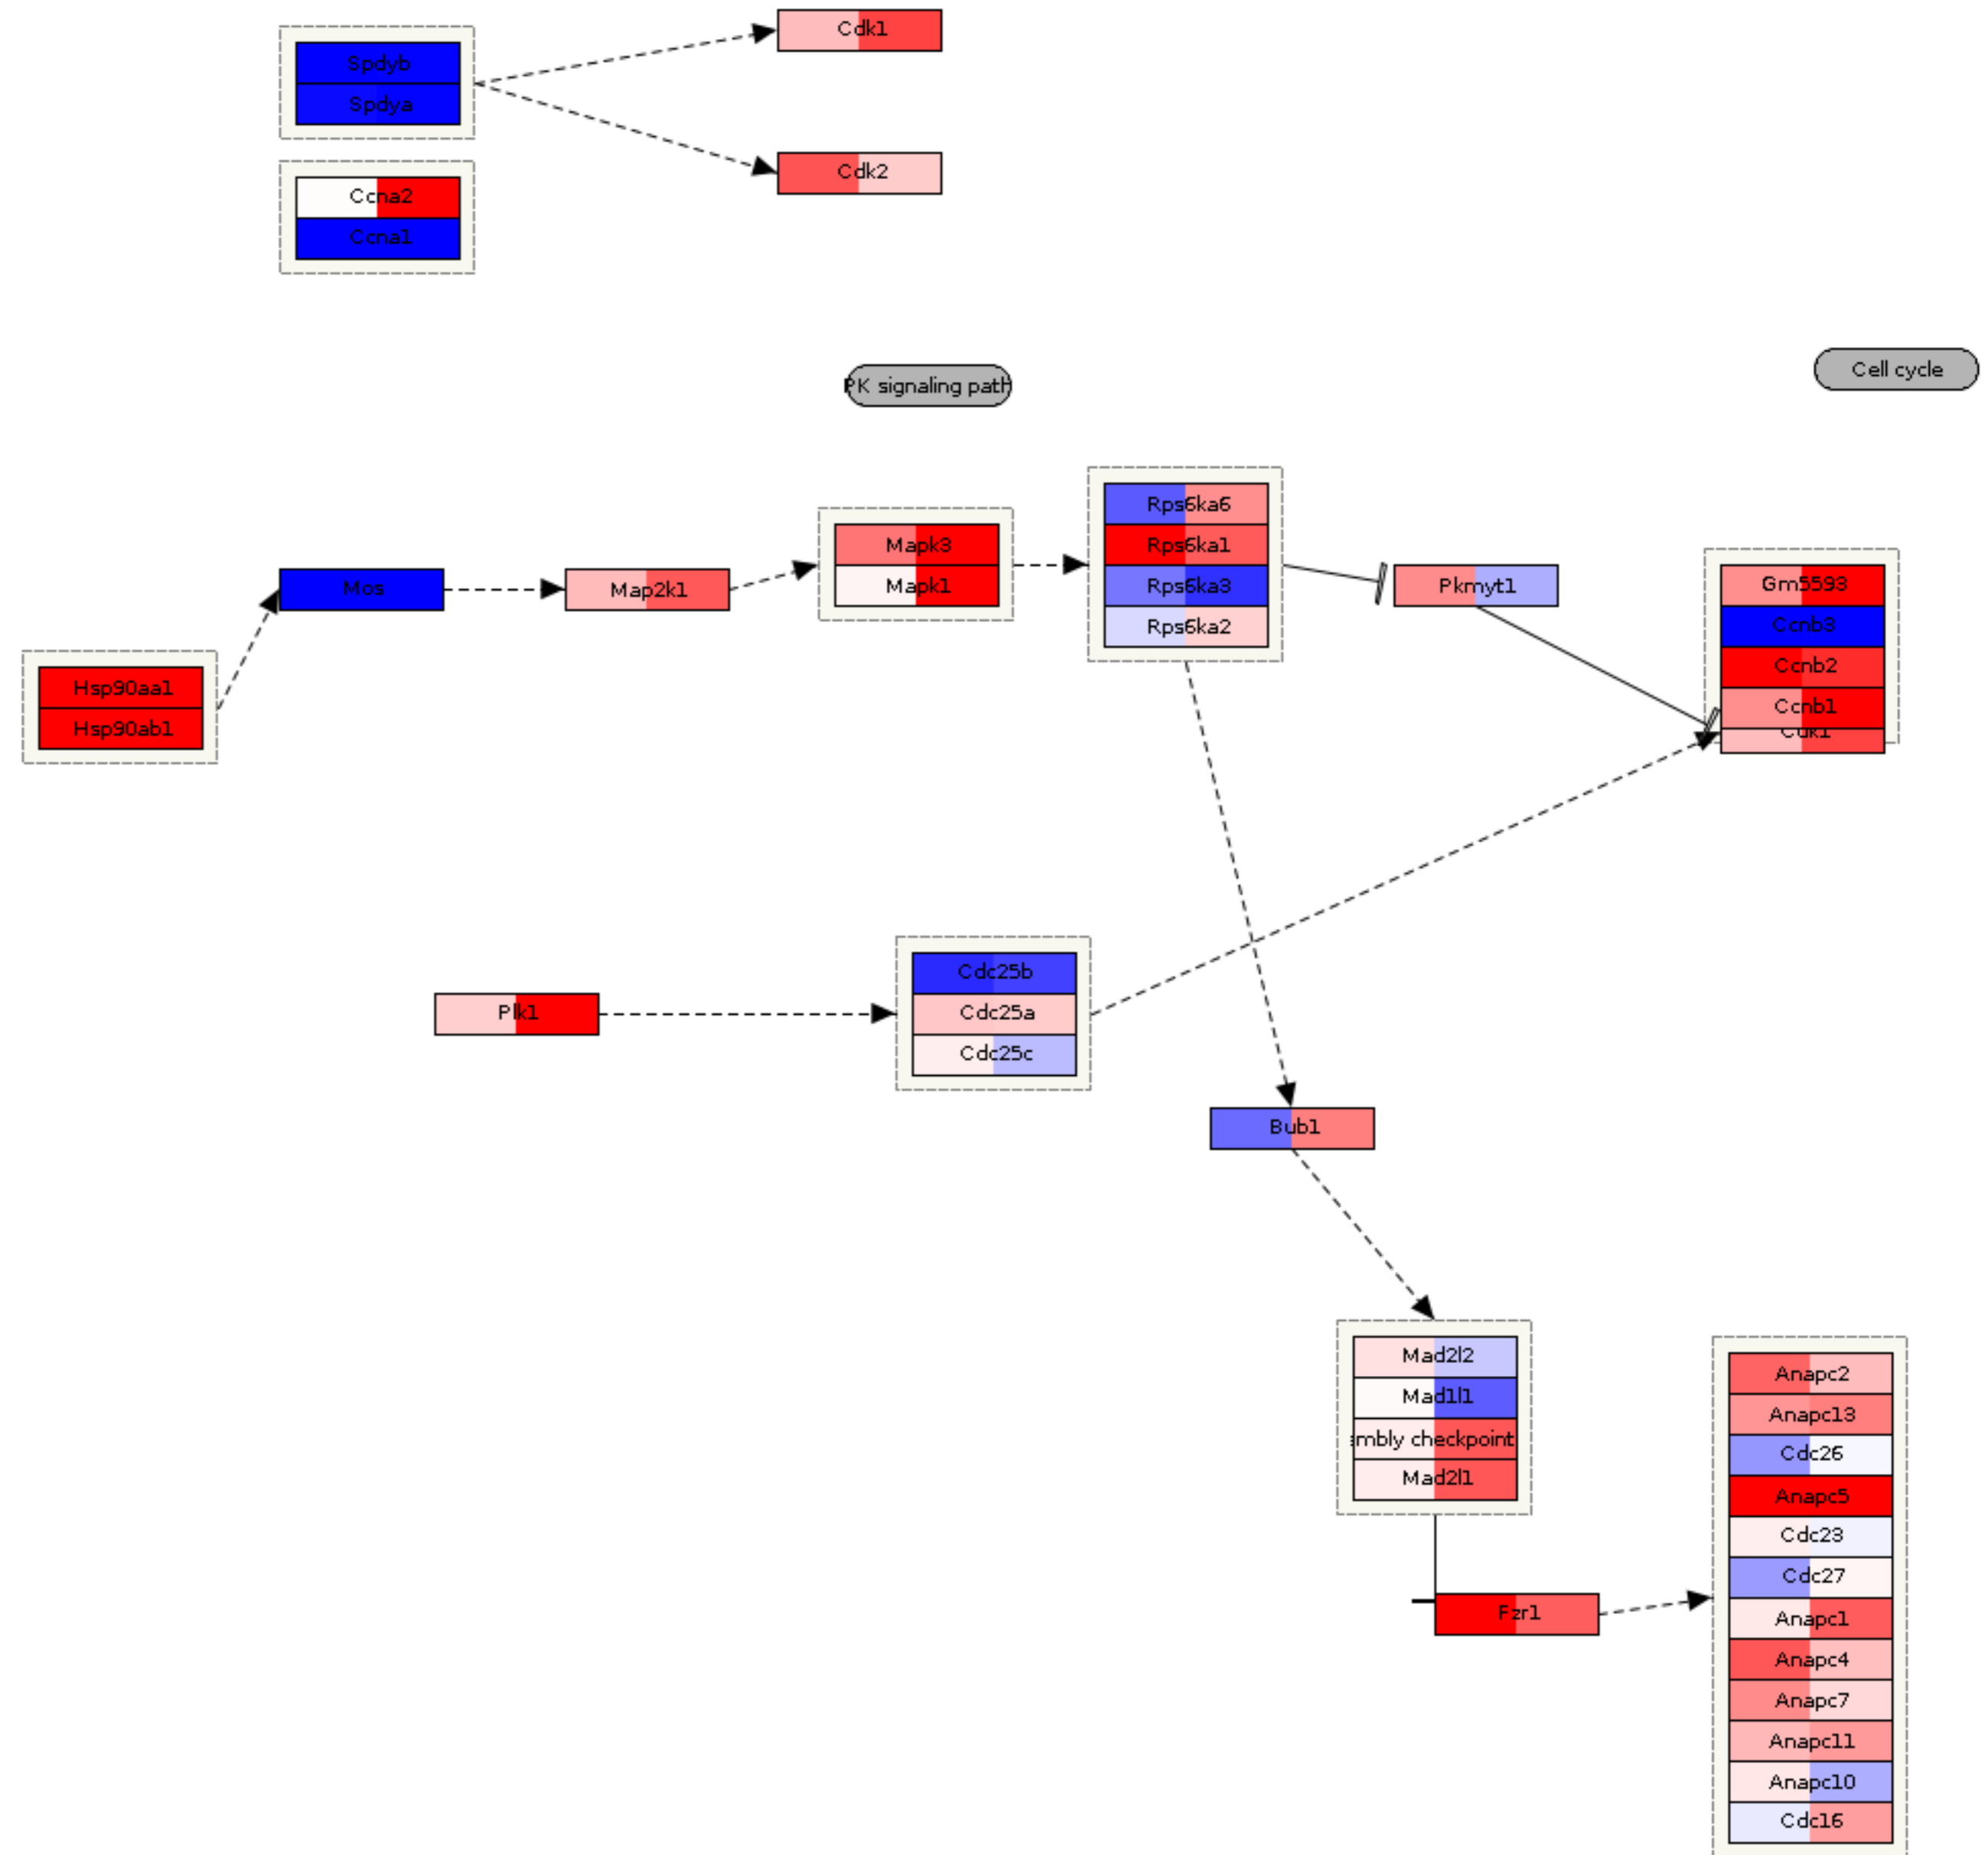 Cdk1
Spdyb
Spdya
Cdk2
Ccna2
Ccna1
PK signaling path
Cell cycle
Rps6ka6
Rps6ka1
Rps6ka3
Rps6ka2
Mapk3
Mapk1
Mos
Map2k1
Pkmyt1
Gm5593
Ccnb3
Ccnb2
Ccnb1
Cdk1
Hsp90aa1
Hsp90ab1
Cdc25b
Cdc25a
Cdc25c
Plk1
Bub1
Mad2l2
Mad1l1
embly checkpoint
Mad2l1
Fzr1
Anapc2
Anapc13
Cdc26
Anapc5
Cdc23
Cdc27
Anapc1
Anapc4
Anapc7
Anapc11
Anapc10
Cdc16